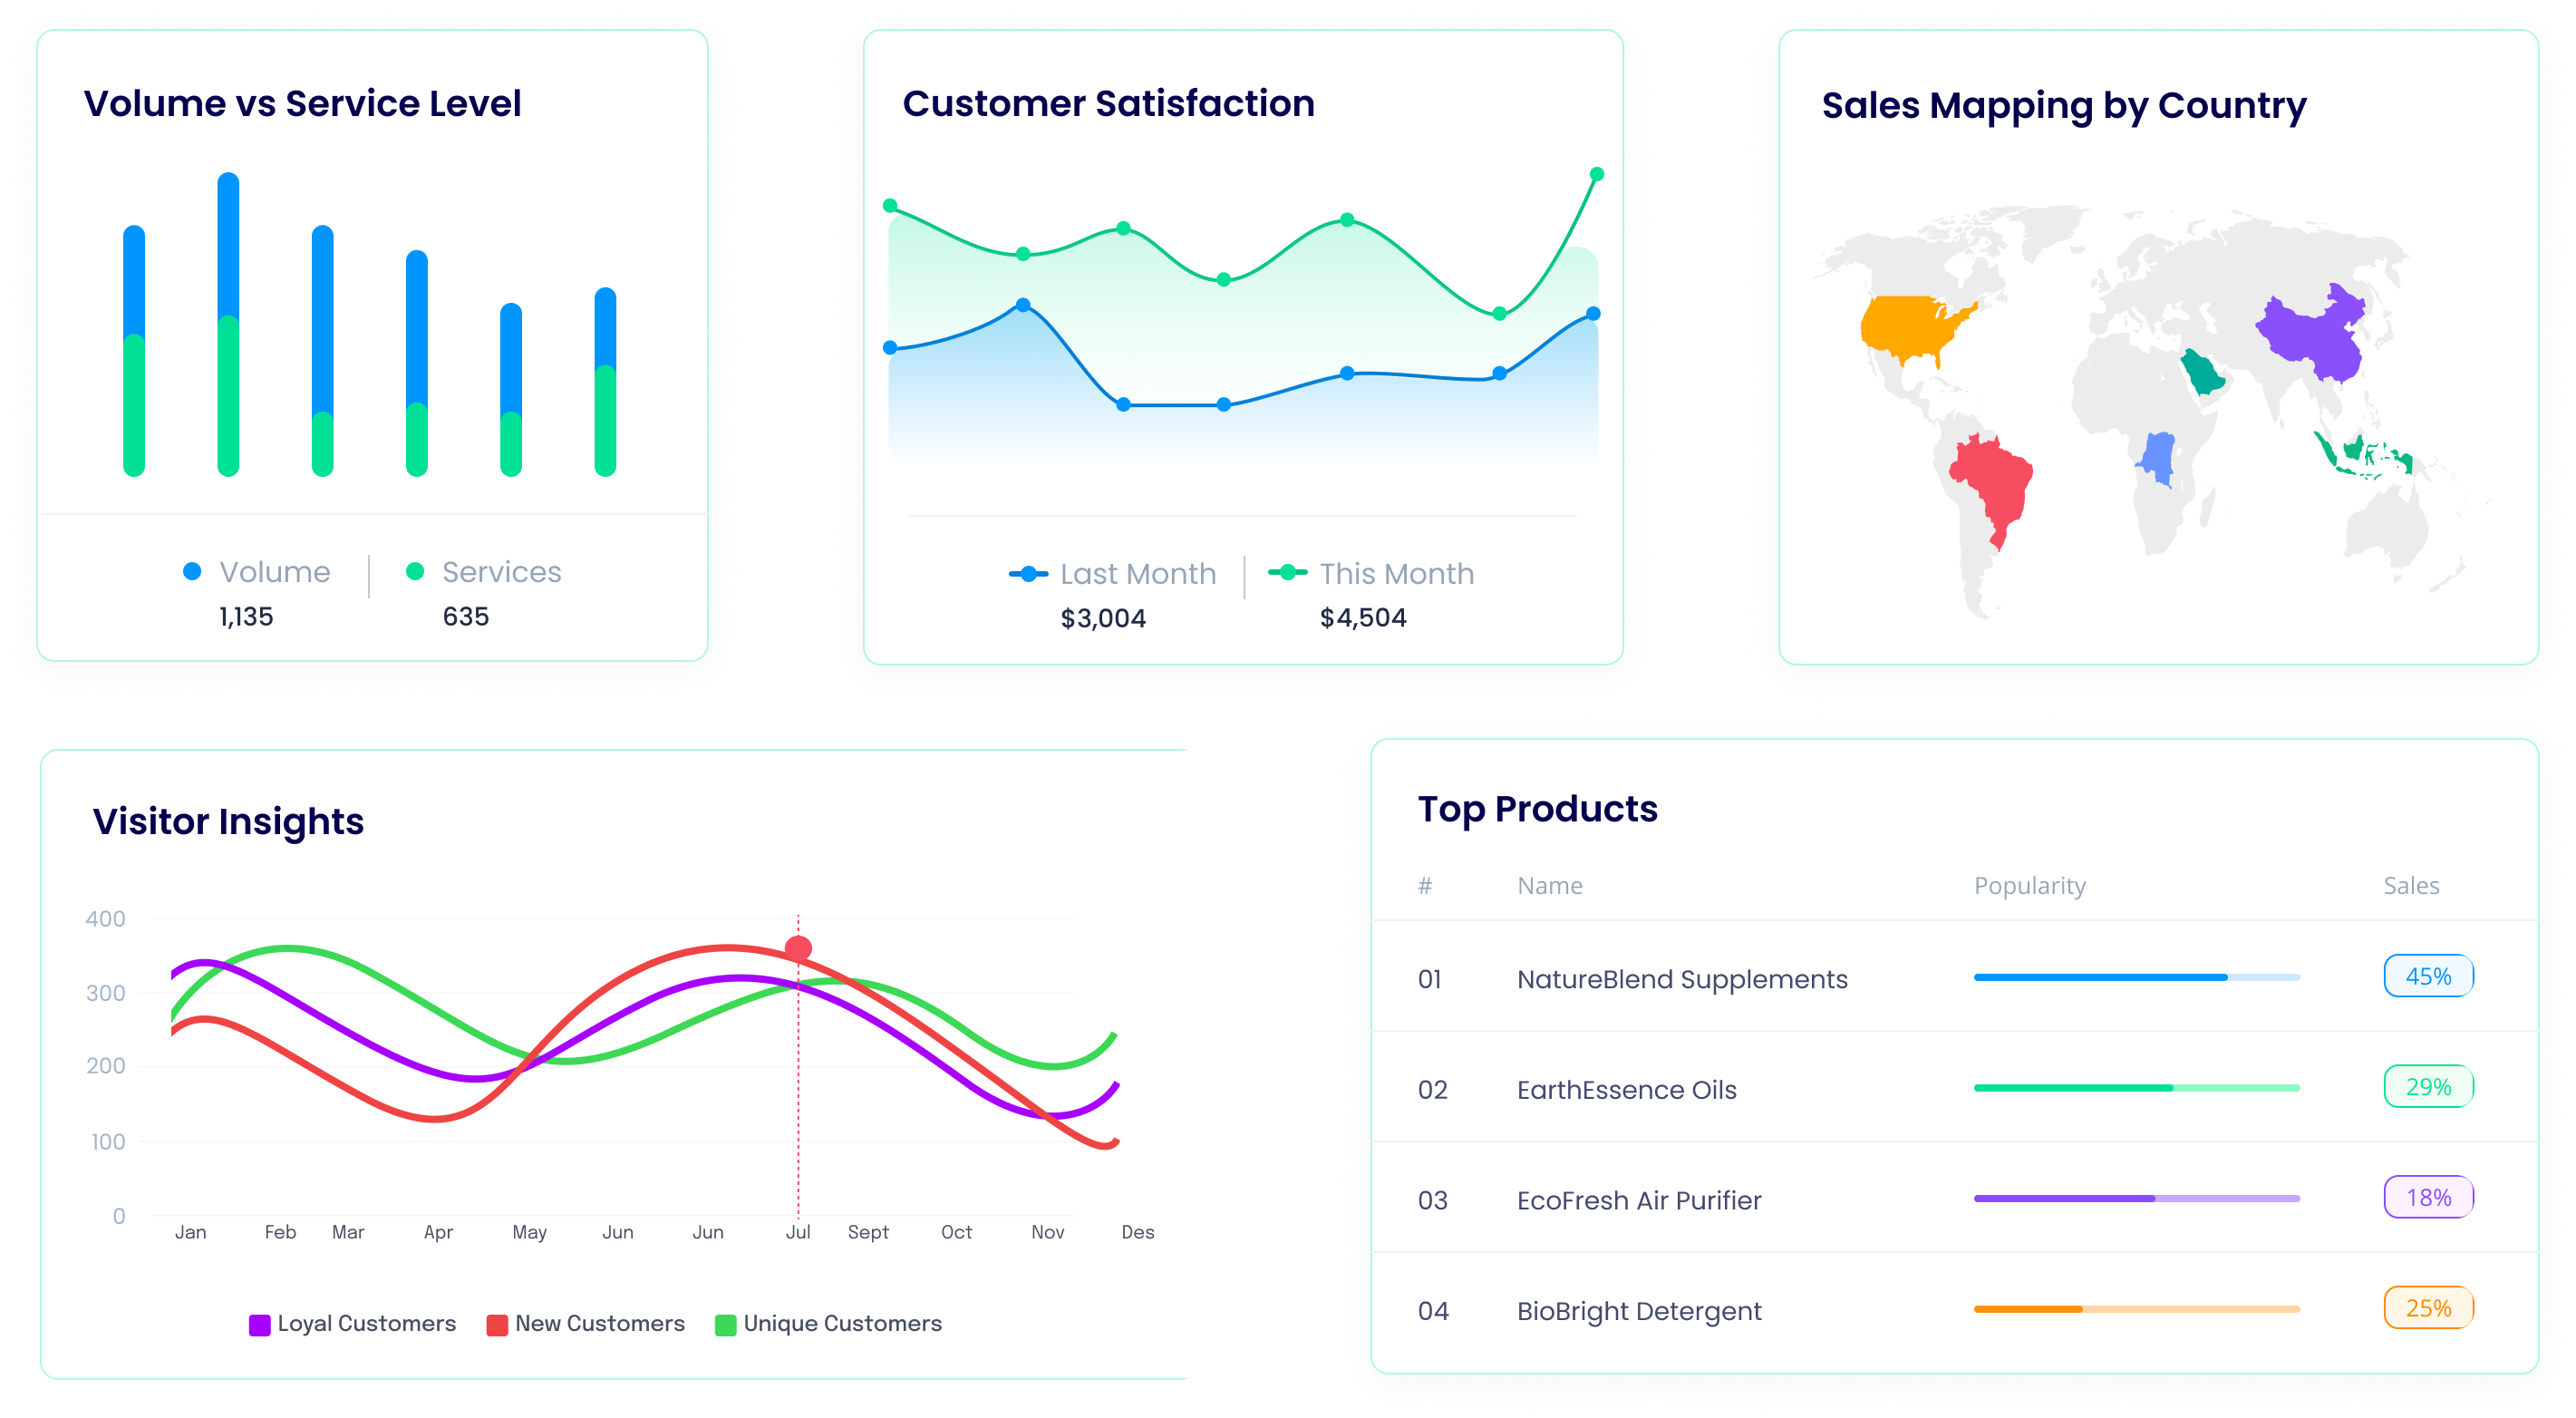 Volume vs Service Level
Volume
Services
1,135
635
Customer Satisfaction
Last Month
This Month
$3,004
$4,504
Sales Mapping by Country
Visitor Insights
400
300
200
100
0
Jan Feb Mar Apr May Jun Jun Jul Sept Oct Nov Des
Loyal Customers New Customers Unique Customers
Top Products
# Name Popularity Sales
01 NatureBlend Supplements 45%
02 EarthEssence Oils 29%
03 EcoFresh Air Purifier 18%
04 BioBright Detergent 25%